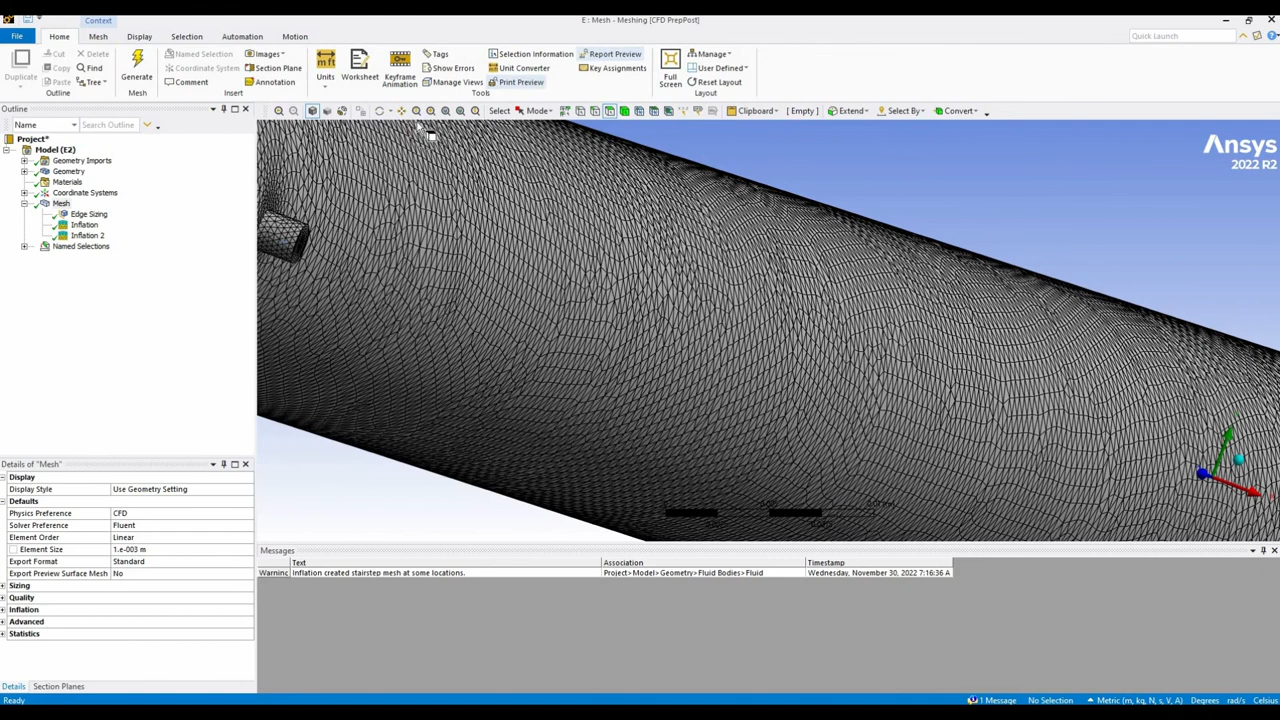 Context
E : Mesh - Meshing [CFD PrepPost]
File Home Mesh Display Selection Automation Motion Quick Launch
Duplicate Cut Copy Paste Delete Find Tree Outline
Generate Mesh
Named Selection Coordinate System Comment Images Section Plane Annotation Insert
Units Worksheet Keyframe Animation Tags Show Errors Manage Views Selection Information Unit Converter Print Preview Report Preview Key Assignments Tools
Full Screen Manage User Defined Reset Layout Layout
Outline
Select Mode Clipboard [ Empty ] Extend Select By Convert
Name Search Outline
Project*
Model (E2)
Geometry Imports
Geometry
Materials
Coordinate Systems
Mesh
Edge Sizing
Inflation
Inflation 2
Named Selections
Ansys
2022 R2
Details of "Mesh"
Display
Display Style Use Geometry Setting
Defaults
Physics Preference CFD
Solver Preference Fluent
Element Order Linear
Element Size 1.e-003 m
Export Format Standard
Export Preview Surface Mesh No
Sizing
Quality
Inflation
Advanced
Statistics
Messages
Text Association Timestamp
Warning Inflation created stairstep mesh at some locations. Project>Model>Geometry>Fluid Bodies>Fluid Wednesday, November 30, 2022 7:16:36 A
Details Section Planes
Ready 1 Message No Selection Metric (m, kg, N, s, V, A) Degrees rad/s Celsius